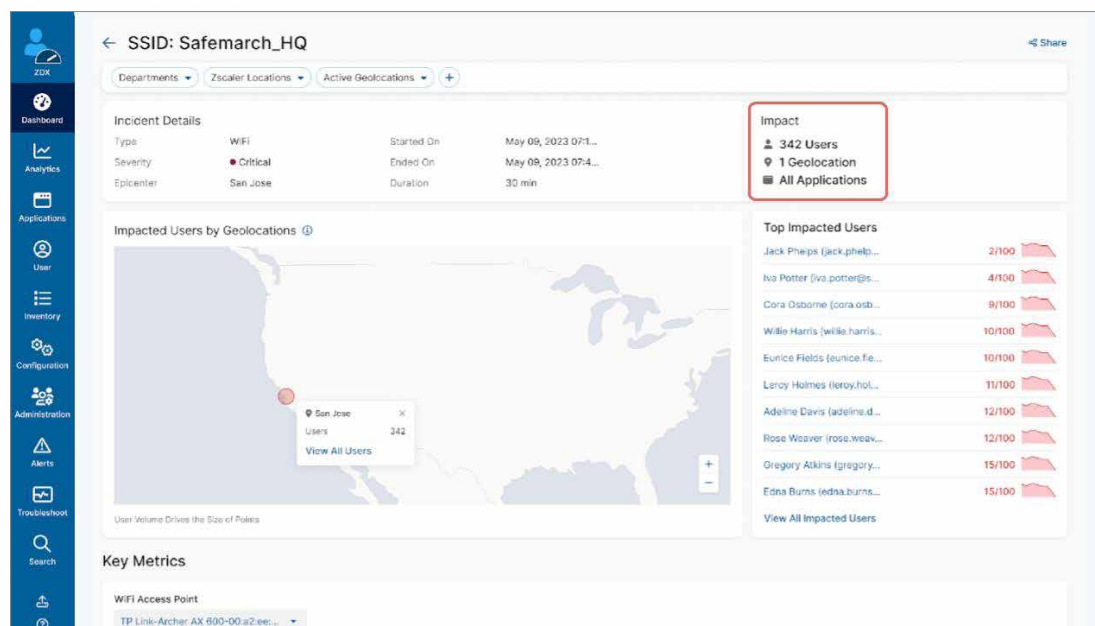 ZDX
Dashboard
Analytics
Applications
User
Inventory
Configuration
Administration
Alerts
Troubleshoot
Search
← SSID: Safemarch_HQ
Share
Departments
Zscaler Locations
Active Geolocations
+
Incident Details
Type WiFi Started On May 09, 2023 07:1...
Severity Critical Ended On May 09, 2023 07:4...
Epicenter San Jose Duration 30 min
Impact
342 Users
1 Geolocation
All Applications
Impacted Users by Geolocations
San Jose ×
Users 342
View All Users
+
−
User Volume Drives the Size of Points
Top Impacted Users
Jack Phelps (jack.phelp... 2/100
Iva Potter (iva.potter@s... 4/100
Cora Osborne (cora.osb... 9/100
Willie Harris (willie.harris... 10/100
Eunice Fields (eunice.fie... 10/100
Leroy Holmes (leroy.hol... 11/100
Adeline Davis (adeline.d... 12/100
Rose Weaver (rose.weav... 12/100
Gregory Atkins (gregory... 15/100
Edna Burns (edna.burns... 15/100
View All Impacted Users
Key Metrics
WiFi Access Point
TP Link-Archer AX 600-00:a2:ee:...